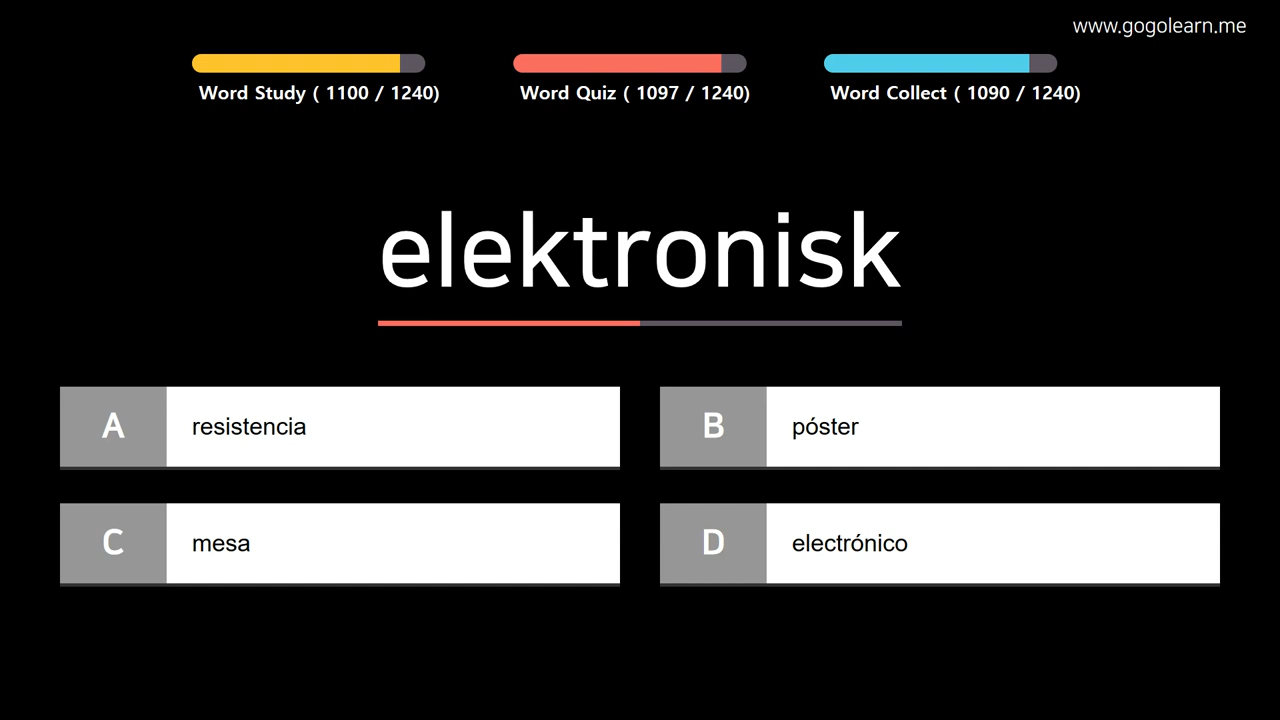 www.gogolearn.me
Word Study ( 1100 / 1240)
Word Quiz ( 1097 / 1240)
Word Collect ( 1090 / 1240)
elektronisk
A resistencia
B póster
C mesa
D electrónico